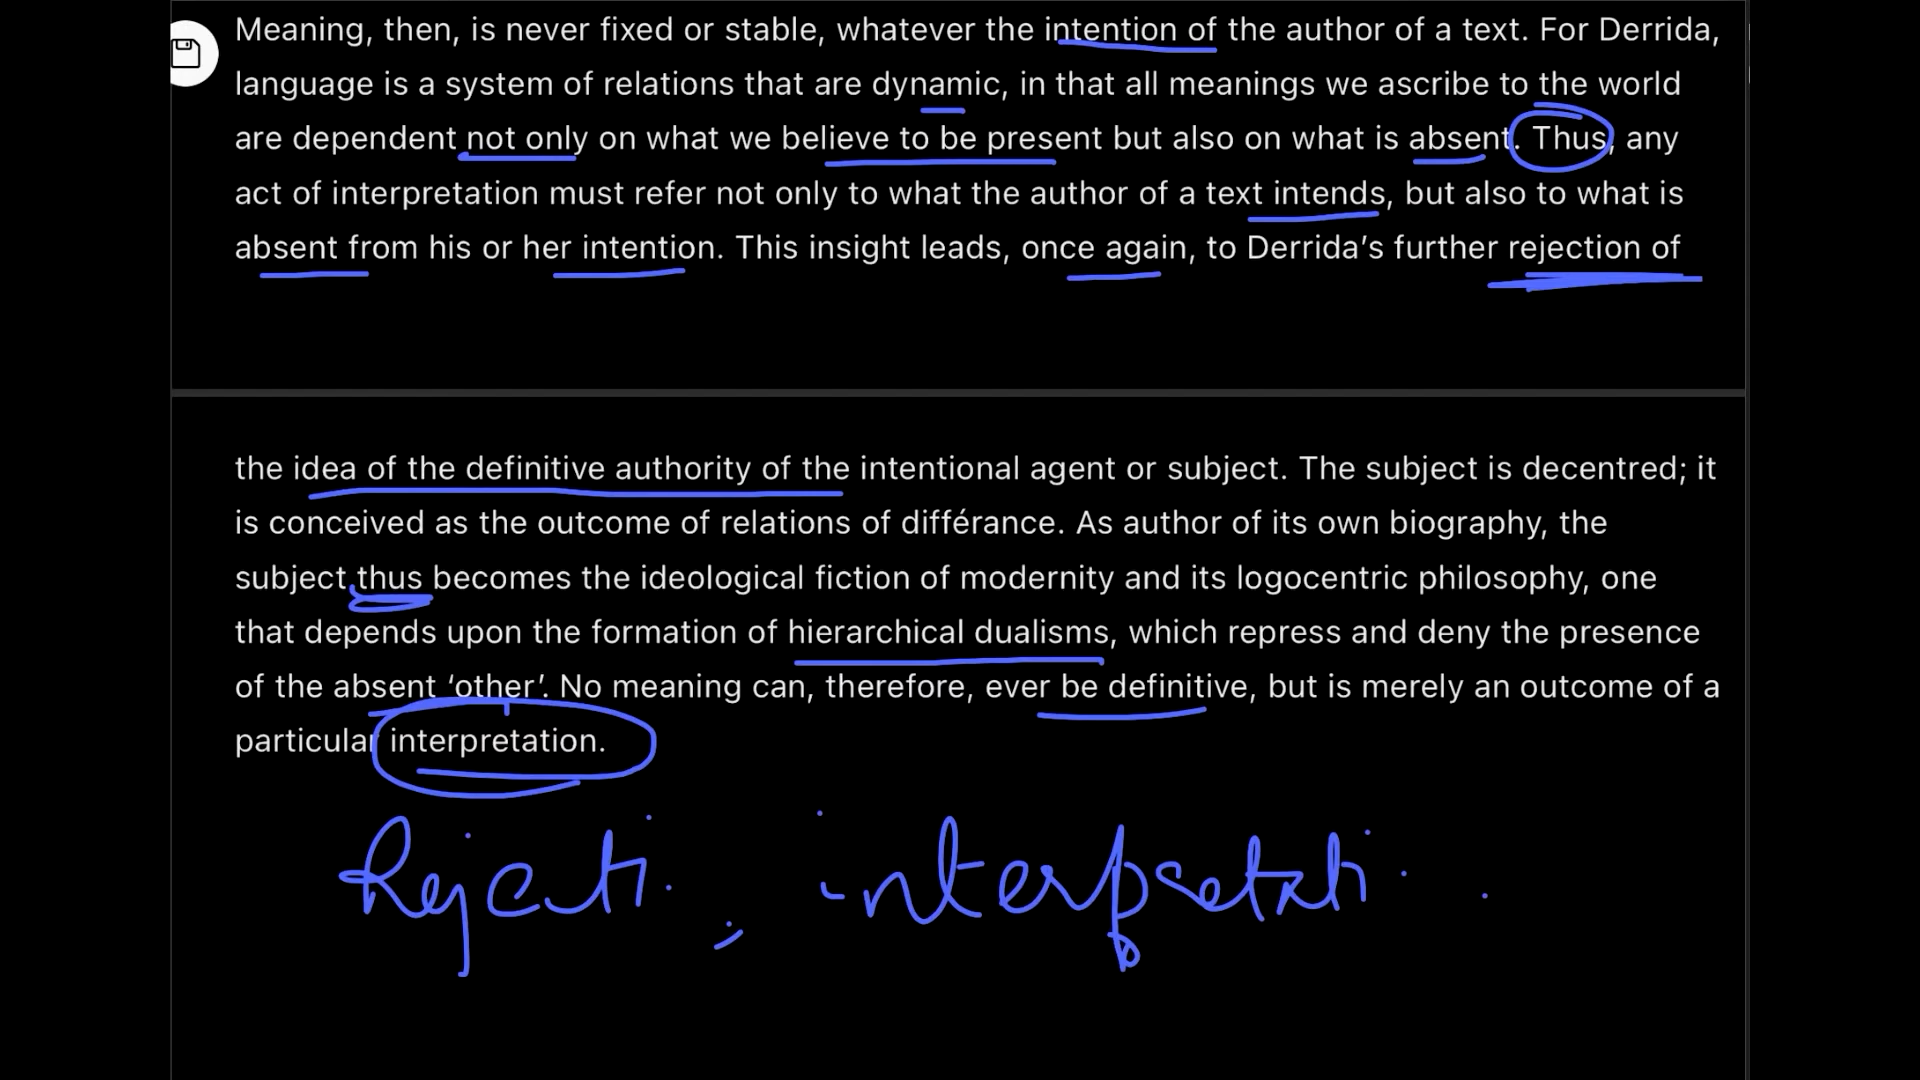 Meaning, then, is never fixed or stable, whatever the intention of the author of a text. For Derrida,
language is a system of relations that are dynamic, in that all meanings we ascribe to the world
are dependent not only on what we believe to be present but also on what is absent. Thus, any
act of interpretation must refer not only to what the author of a text intends, but also to what is
absent from his or her intention. This insight leads, once again, to Derrida’s further rejection of
the idea of the definitive authority of the intentional agent or subject. The subject is decentred; it
is conceived as the outcome of relations of différance. As author of its own biography, the
subject thus becomes the ideological fiction of modernity and its logocentric philosophy, one
that depends upon the formation of hierarchical dualisms, which repress and deny the presence
of the absent ‘other’. No meaning can, therefore, ever be definitive, but is merely an outcome of a
particular interpretation.